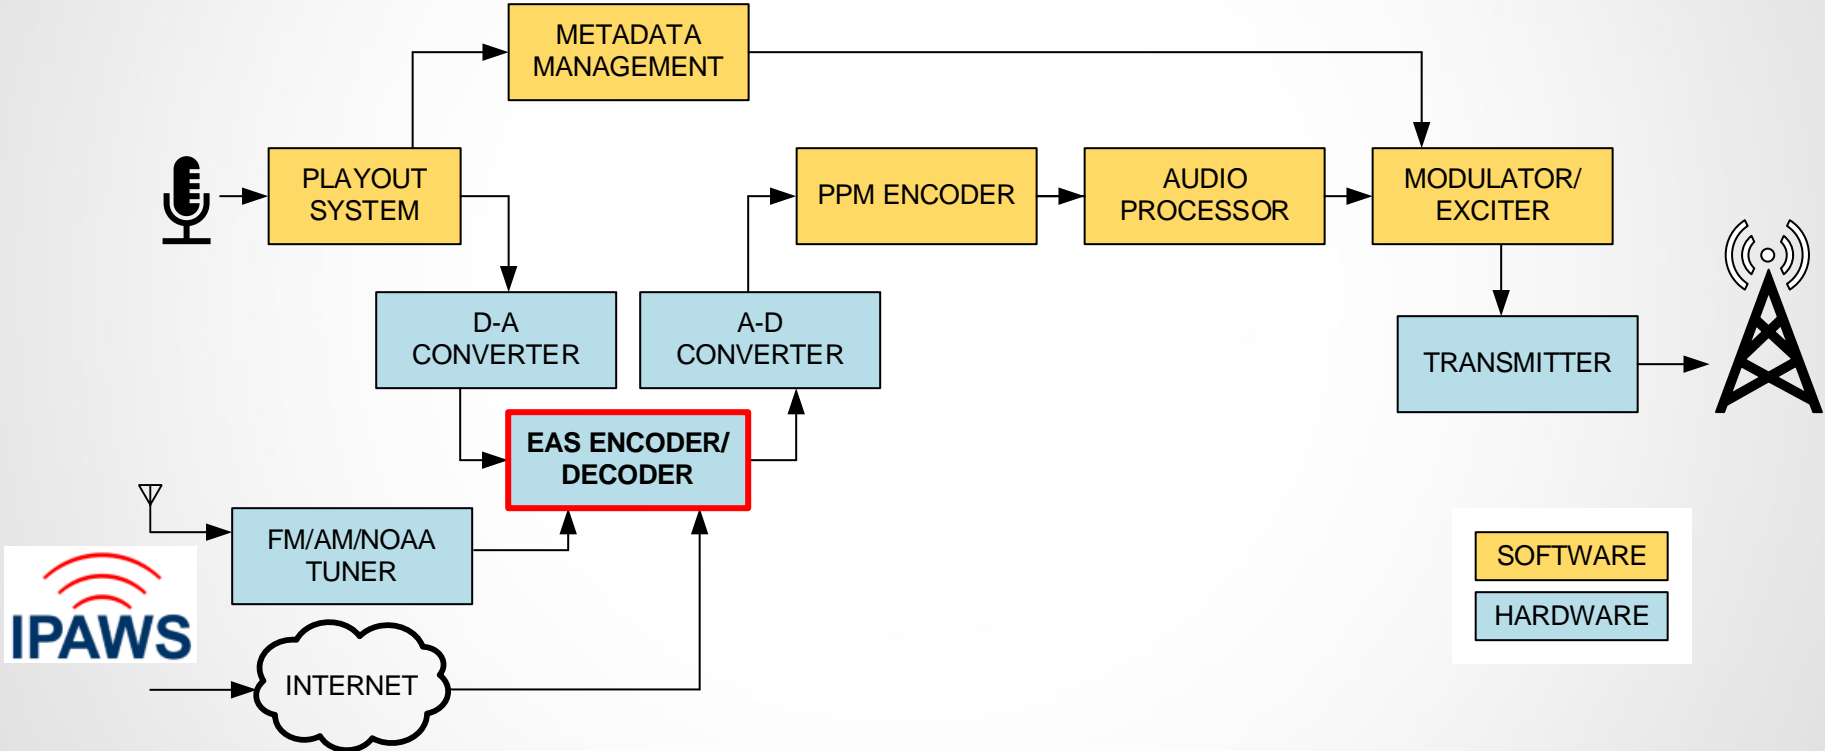 METADATA
MANAGEMENT
PLAYOUT
SYSTEM
PPM ENCODER
AUDIO
PROCESSOR
MODULATOR/
EXCITER
D-A
CONVERTER
A-D
CONVERTER
TRANSMITTER
EAS ENCODER/
DECODER
FM/AM/NOAA
TUNER
IPAWS
INTERNET
SOFTWARE
HARDWARE